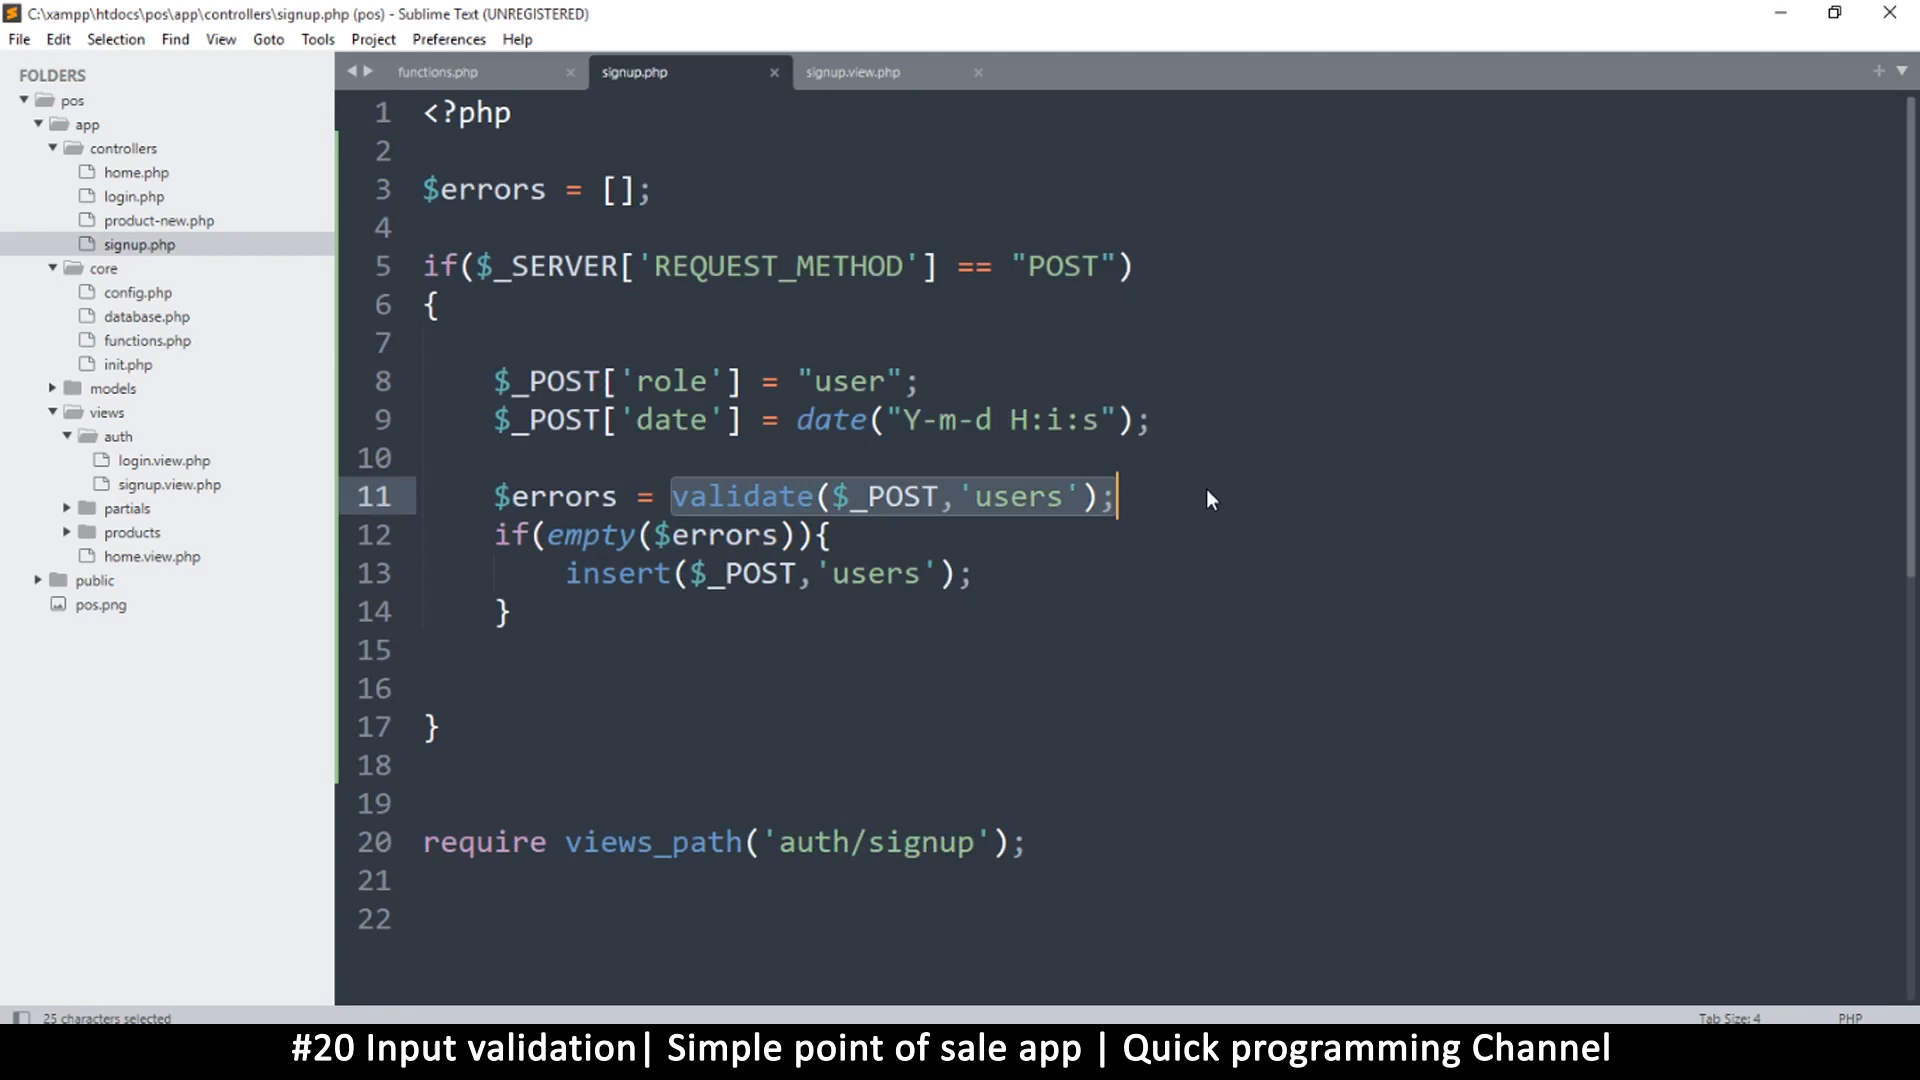 C:\xampp\htdocs\pos\app\controllers\signup.php (pos) - Sublime Text (UNREGISTERED)
File Edit Selection Find View Goto Tools Project Preferences Help
FOLDERS
pos
app
controllers
home.php
login.php
product-new.php
signup.php
core
config.php
database.php
functions.php
init.php
models
views
auth
login.view.php
signup.view.php
partials
products
home.view.php
public
pos.png
functions.php signup.php signup.view.php
1 <?php
2
3 $errors = [];
4
5 if($_SERVER['REQUEST_METHOD'] == "POST")
6 {
7
8 $_POST['role'] = "user";
9 $_POST['date'] = date("Y-m-d H:i:s");
10
11 $errors = validate($_POST,'users');
12 if(empty($errors)){
13 insert($_POST,'users');
14 }
15
16
17 }
18
19
20 require views_path('auth/signup');
21
22
25 characters selected
Tab Size: 4 PHP
#20 Input validation| Simple point of sale app | Quick programming Channel